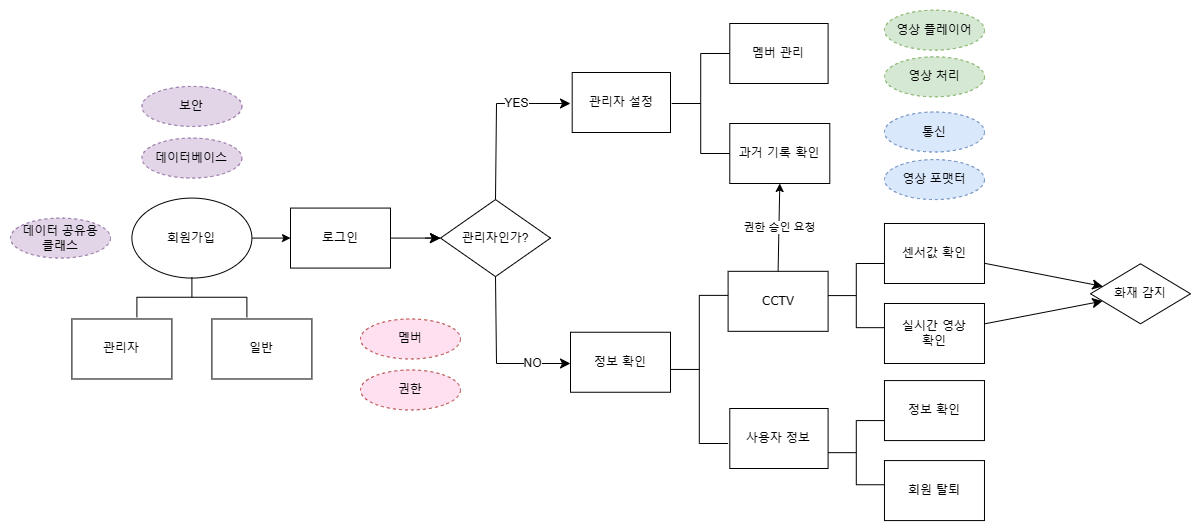 영상 플레이어
멤버 관리
영상 처리
보안
YES
관리자 설정
통신
데이터베이스
과거 기록 확인
영상 포맷터
데이터 공유용
클래스
회원가입
로그인
관리자인가?
권한 승인 요청
센서값 확인
CCTV
화재 감지
실시간 영상
확인
관리자
일반
멤버
NO
정보 확인
권한
정보 확인
사용자 정보
회원 탈퇴